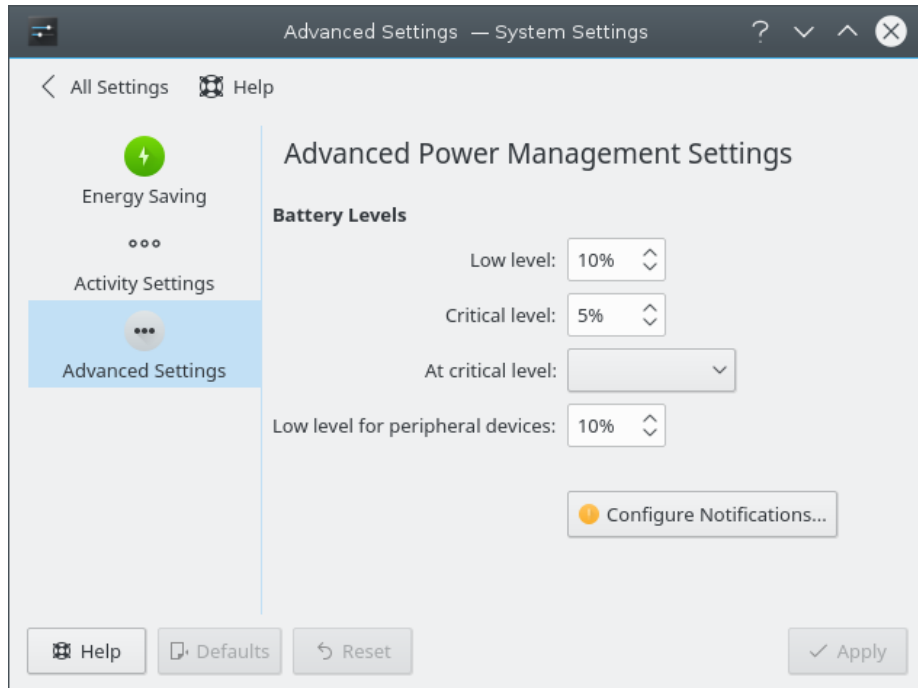 Advanced Settings — System Settings
All Settings Help
Energy Saving
Activity Settings
Advanced Settings
Advanced Power Management Settings
Battery Levels
Low level: 10%
Critical level: 5%
At critical level:
Low level for peripheral devices: 10%
Configure Notifications...
Help Defaults Reset Apply